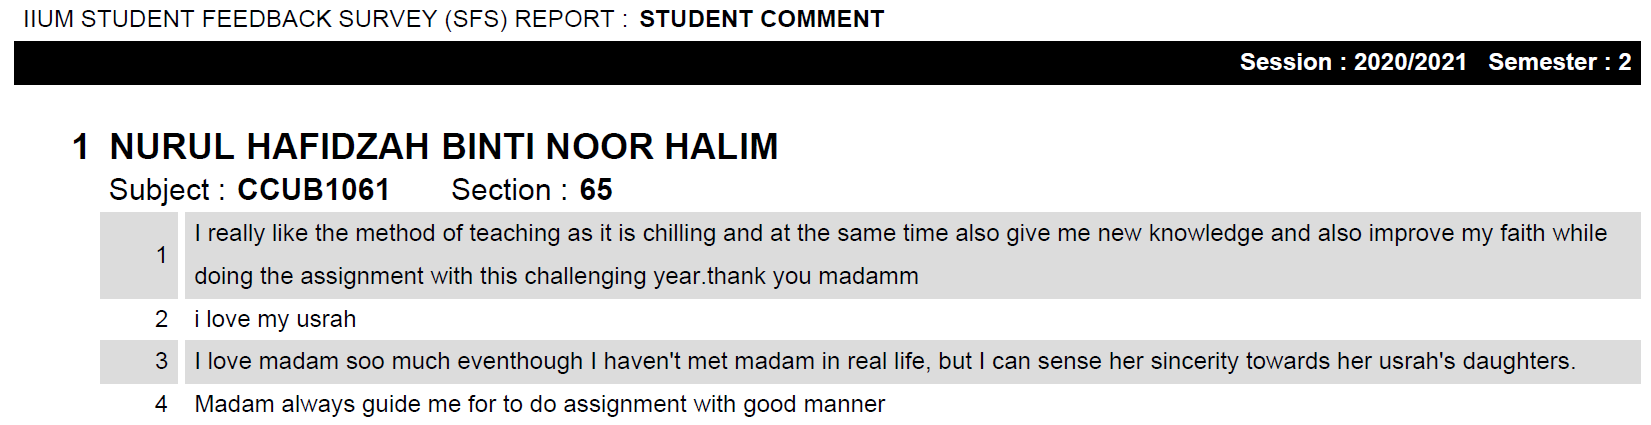 IIUM STUDENT FEEDBACK SURVEY (SFS) REPORT : STUDENT COMMENT
Session : 2020/2021 Semester : 2
1 NURUL HAFIDZAH BINTI NOOR HALIM
Subject : CCUB1061 Section : 65
1 I really like the method of teaching as it is chilling and at the same time also give me new knowledge and also improve my faith while
doing the assignment with this challenging year.thank you madamm
2 i love my usrah
3 I love madam soo much eventhough I haven't met madam in real life, but I can sense her sincerity towards her usrah's daughters.
4 Madam always guide me for to do assignment with good manner